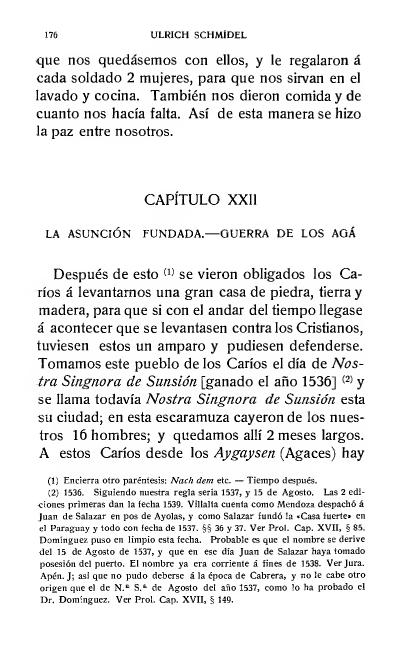 176 ULRICH SCHMÍDEL
que nos quedásemos con ellos, y le regalaron á
cada soldado 2 mujeres, para que nos sirvan en el
lavado y cocina. También nos dieron comida y de
cuanto nos hacía falta. Así de esta manera se hizo
la paz entre nosotros.
CAPÍTULO XXII
LA ASUNCIÓN FUNDADA.—GUERRA DE LOS AGÁ
Después de esto (1) se vieron obligados los Ca-
ríos á levantarnos una gran casa de piedra, tierra y
madera, para que si con el andar del tiempo llegase
á acontecer que se levantasen contra los Cristianos,
tuviesen estos un amparo y pudiesen defenderse.
Tomamos este pueblo de los Caríos el día de Nos-
tra Singnora de Sunsión [ganado el año 1536] (2) y
se llama todavía Nostra Singnora de Sunsión esta
su ciudad; en esta escaramuza cayeron de los nues-
tros 16 hombres; y quedamos allí 2 meses largos.
A estos Caríos desde los Aygaysen (Agaces) hay
(1) Encierra otro paréntesis: Nach dem etc. — Tiempo después.
(2) 1536. Siguiendo nuestra regla seria 1537, y 15 de Agosto. Las 2 edi-
ciones primeras dan la fecha 1539. Villalta cuenta como Mendoza despachó á
Juan de Salazar en pos de Ayolas, y como Salazar fundó la «Casa fuerte» en
el Paraguay y todo con fecha de 1537. §§ 36 y 37. Ver Prol. Cap. XVII, § 85.
Domínguez puso en limpio esta fecha. Probable es que el nombre se derive
del 15 de Agosto de 1537, y que en ese día Juan de Salazar haya tomado
posesión del puerto. El nombre ya era corriente á fines de 1538. Ver Jura.
Apén. J; así que no pudo deberse á la época de Cabrera, y no le cabe otro
origen que el de N.ª S.ª de Agosto del año 1537, como lo ha probado el
Dr. Domínguez. Ver Prol. Cap. XVII, § 149.